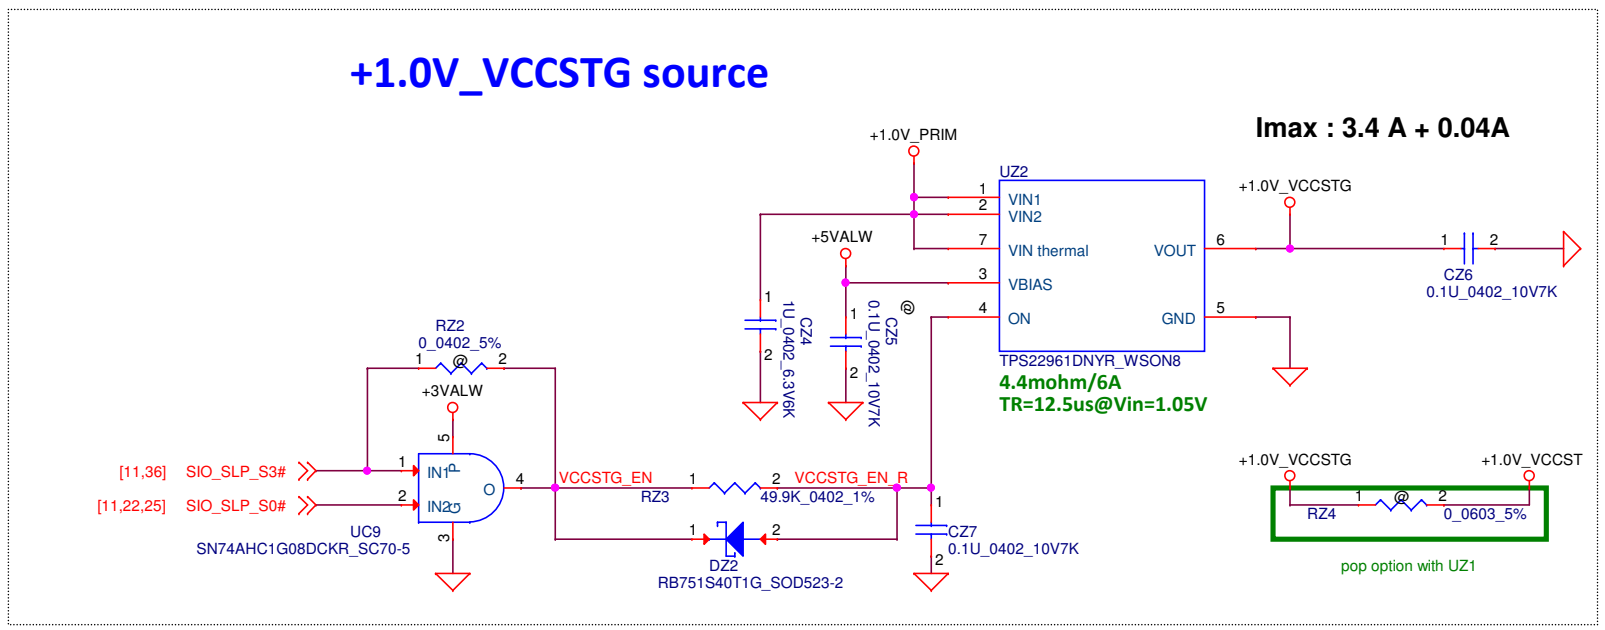 +1.0V_VCCSTG source
Imax : 3.4 A + 0.04A
+1.0V_PRIM
UZ2
1
VIN1
2
VIN2
7
VIN thermal
+5VALW
3
VBIAS
4
ON
VOUT
6
GND
5
TPS22961DNYR_WSON8
4.4mohm/6A
TR=12.5us@Vin=1.05V
+1.0V_VCCSTG
1
2
CZ6
0.1U_0402_10V7K
1
2
CZ4
1U_0402_6.3V6K
1
2
CZ5
0.1U_0402_10V7K
@
RZ2
0_0402_5%
1
@
2
+3VALW
5
[11,36]
SIO_SLP_S3#
1
IN1
P
[11,22,25]
SIO_SLP_S0#
2
IN2
G
O
4
3
UC9
SN74AHC1G08DCKR_SC70-5
VCCSTG_EN
1
2
VCCSTG_EN_R
RZ3
49.9K_0402_1%
1
2
DZ2
RB751S40T1G_SOD523-2
1
CZ7
0.1U_0402_10V7K
2
+1.0V_VCCSTG
+1.0V_VCCST
1
@
2
RZ4
0_0603_5%
pop option with UZ1